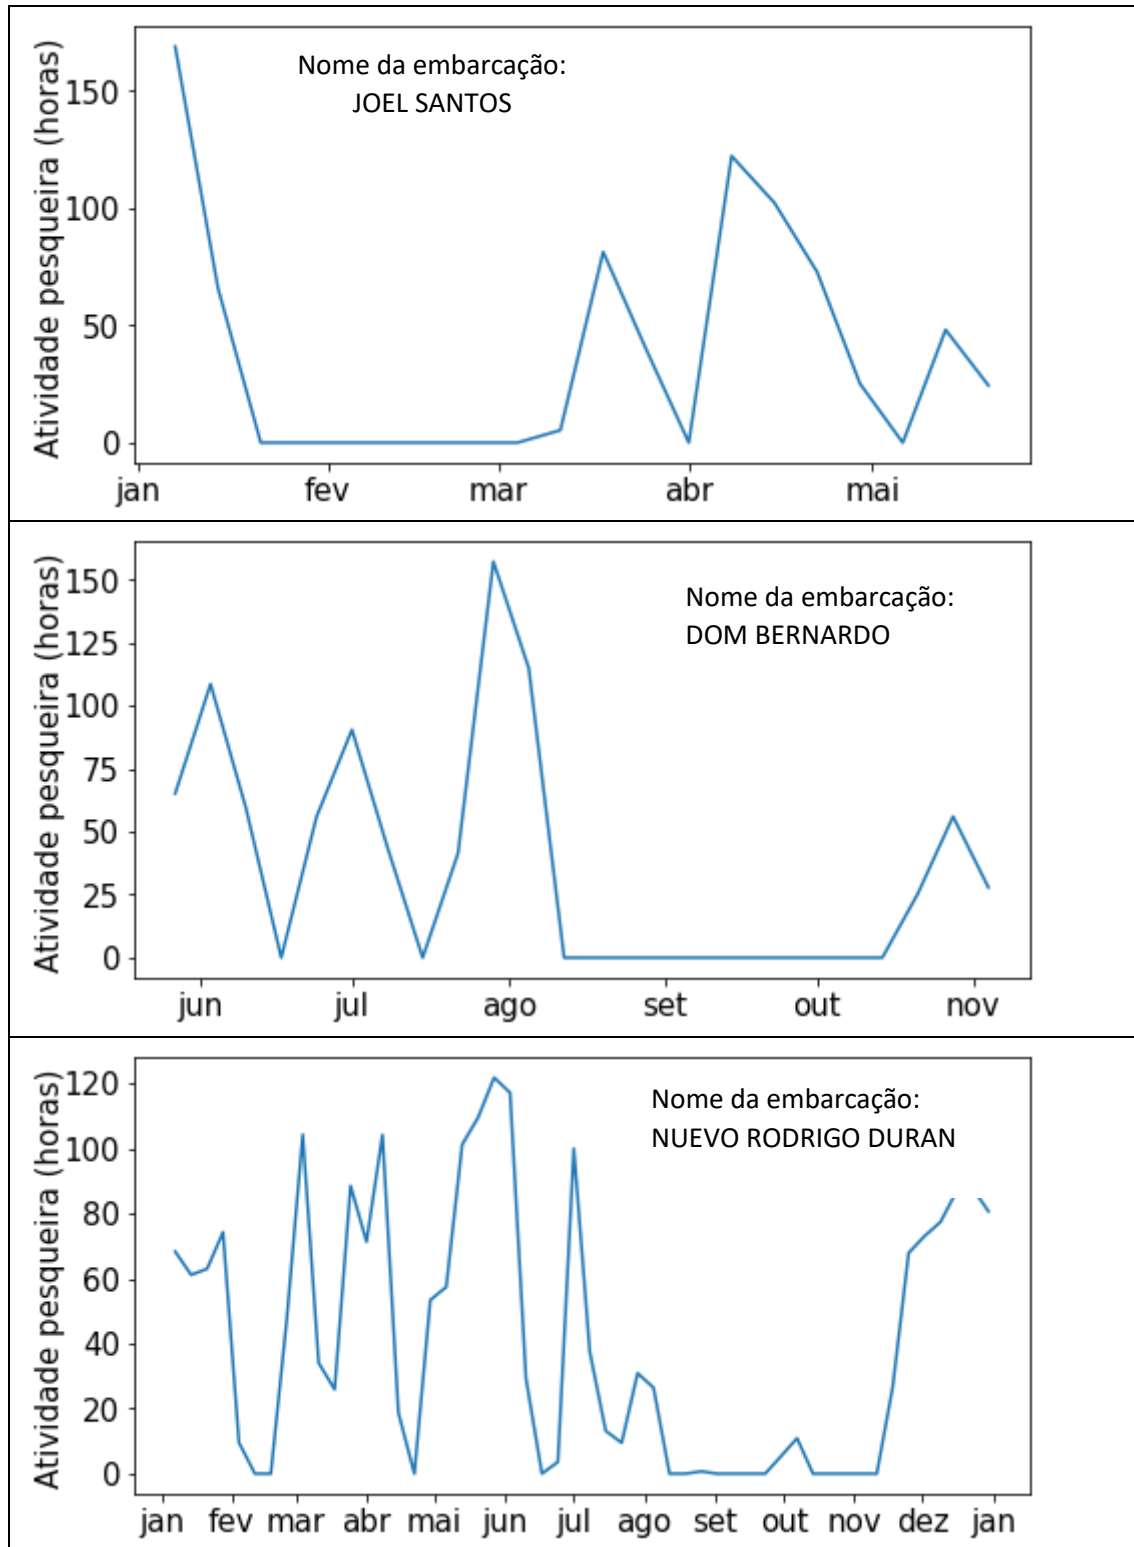 Atividade pesqueira (horas)
Nome da embarcação:
JOEL SANTOS
150
100
50
0
jan fev mar abr mai
Atividade pesqueira (horas)
Nome da embarcação:
DOM BERNARDO
150
125
100
75
50
25
0
jun jul ago set out nov
Atividade pesqueira (horas)
Nome da embarcação:
NUEVO RODRIGO DURAN
120
100
80
60
40
20
0
jan fev mar abr mai jun jul ago set out nov dez jan